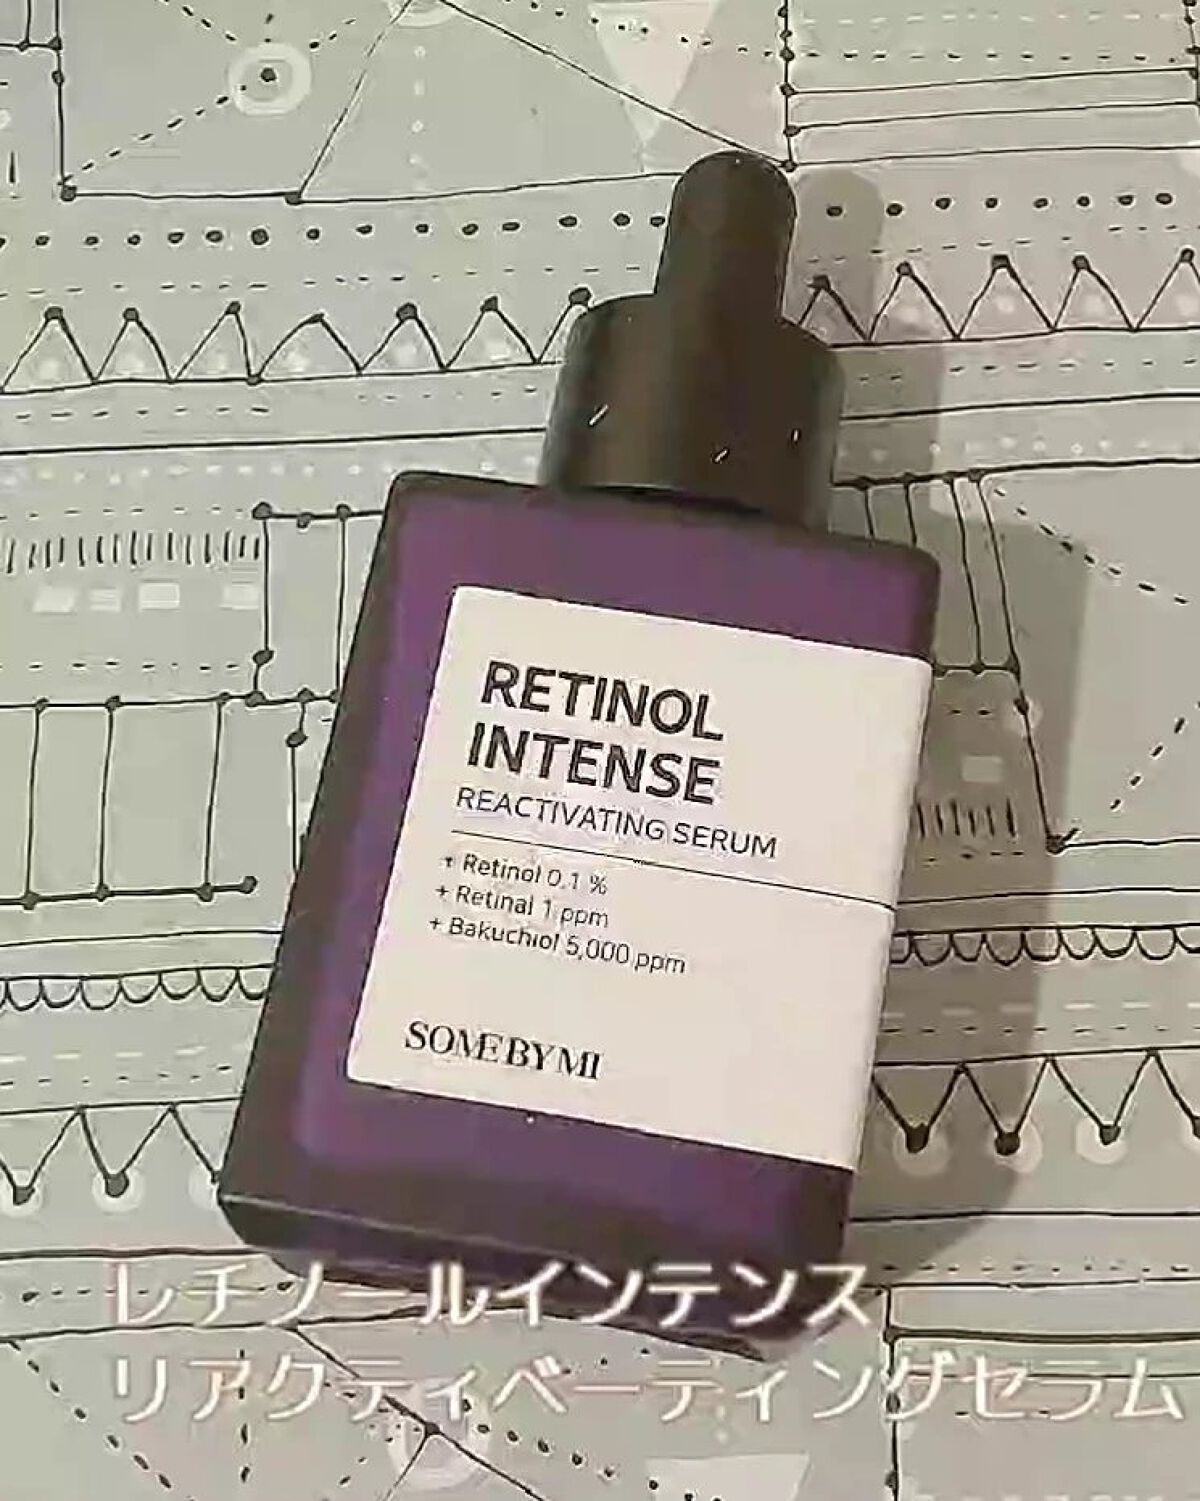 RETINOL
INTENSE
REACTIVATING SERUM
+ Retinol 0.1 %
+ Retinal 1 ppm
+ Bakuchiol 5,000 ppm
SOME BY MI
レチノールインテンス
リアクティベーティングセラム